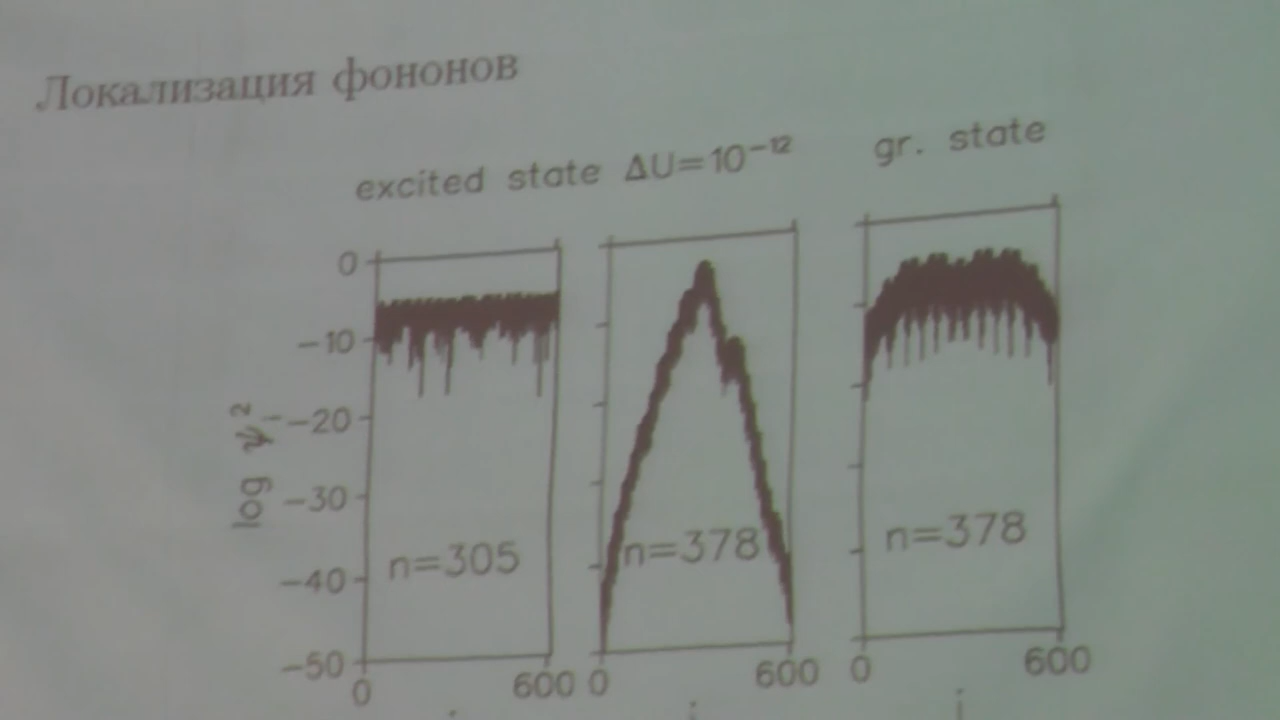 Локализация фононов
excited state ΔU=10⁻¹² gr. state
0
−10
−20
−30
−40
−50
log ψᵢ²
n=305
n=378
n=378
0 600 0 600 0 600